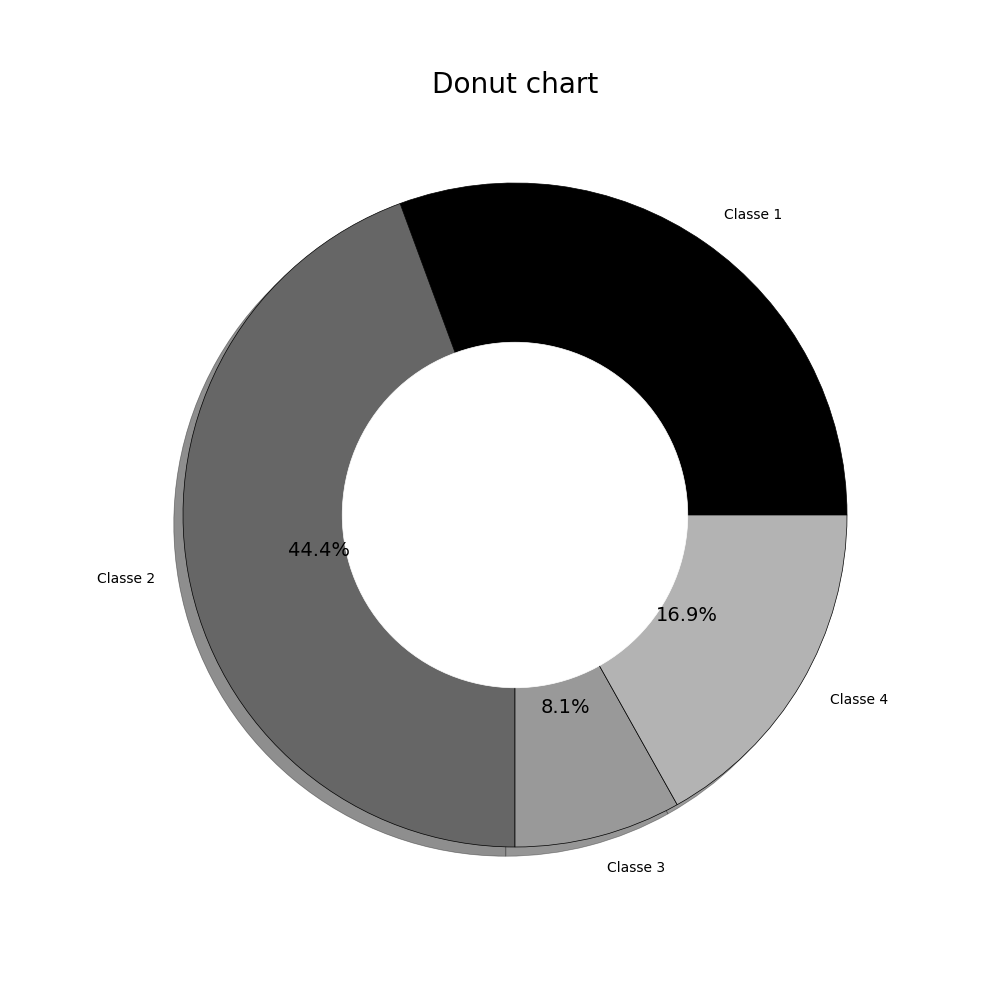 Donut chart
Classe 1
44.4%
Classe 2
16.9%
8.1%
Classe 4
Classe 3